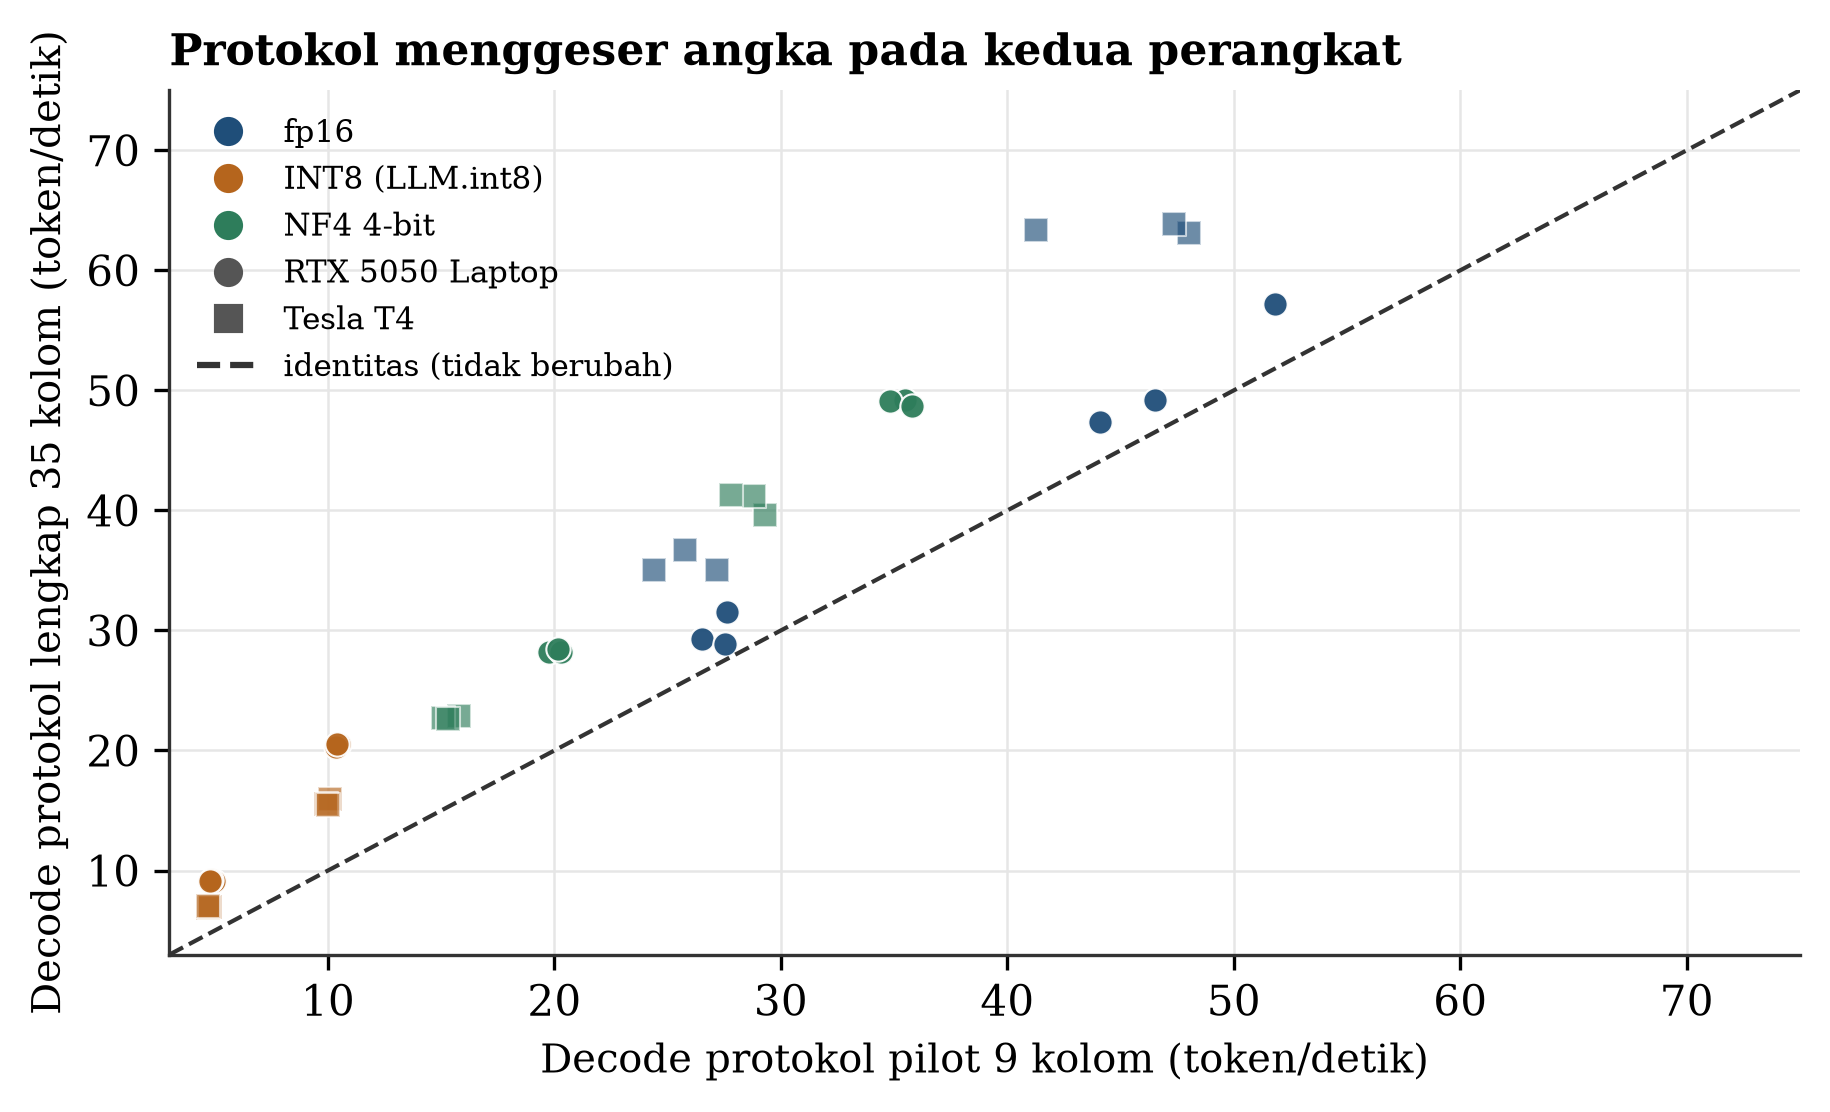 Protokol menggeser angka pada kedua perangkat
Decode protokol lengkap 35 kolom (token/detik)
fp16
INT8 (LLM.int8)
NF4 4-bit
RTX 5050 Laptop
Tesla T4
identitas (tidak berubah)
70
60
50
40
30
20
10
10 20 30 40 50 60 70
Decode protokol pilot 9 kolom (token/detik)